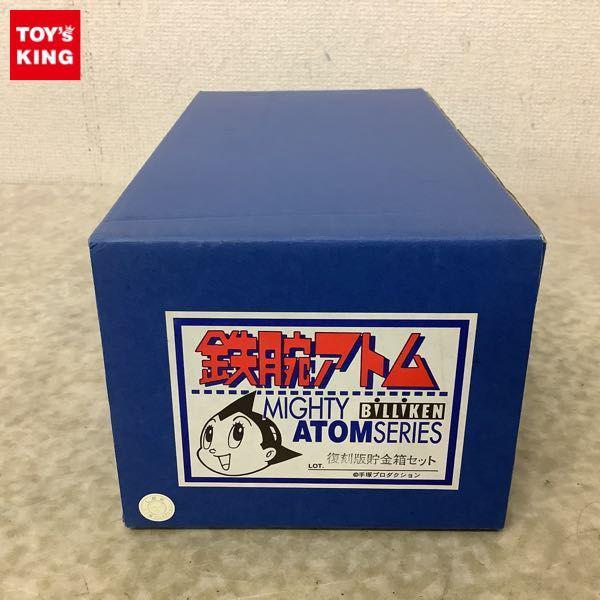 TOY's
KING
鉄腕アトム
MIGHTY BILLIKEN
ATOM SERIES
LOT. 復刻版貯金箱セット
©手塚プロダクション